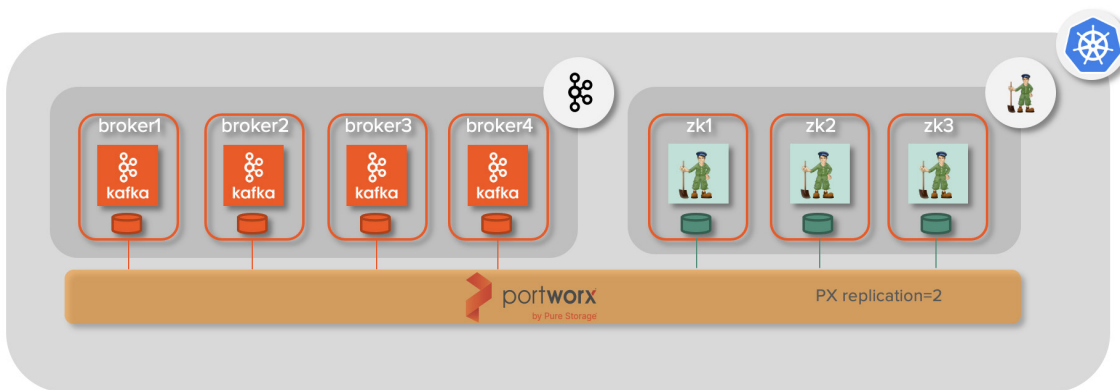 broker1
broker2
broker3
broker4
zk1
zk2
zk3
kafka
kafka
kafka
kafka
portworx
by Pure Storage
PX replication=2